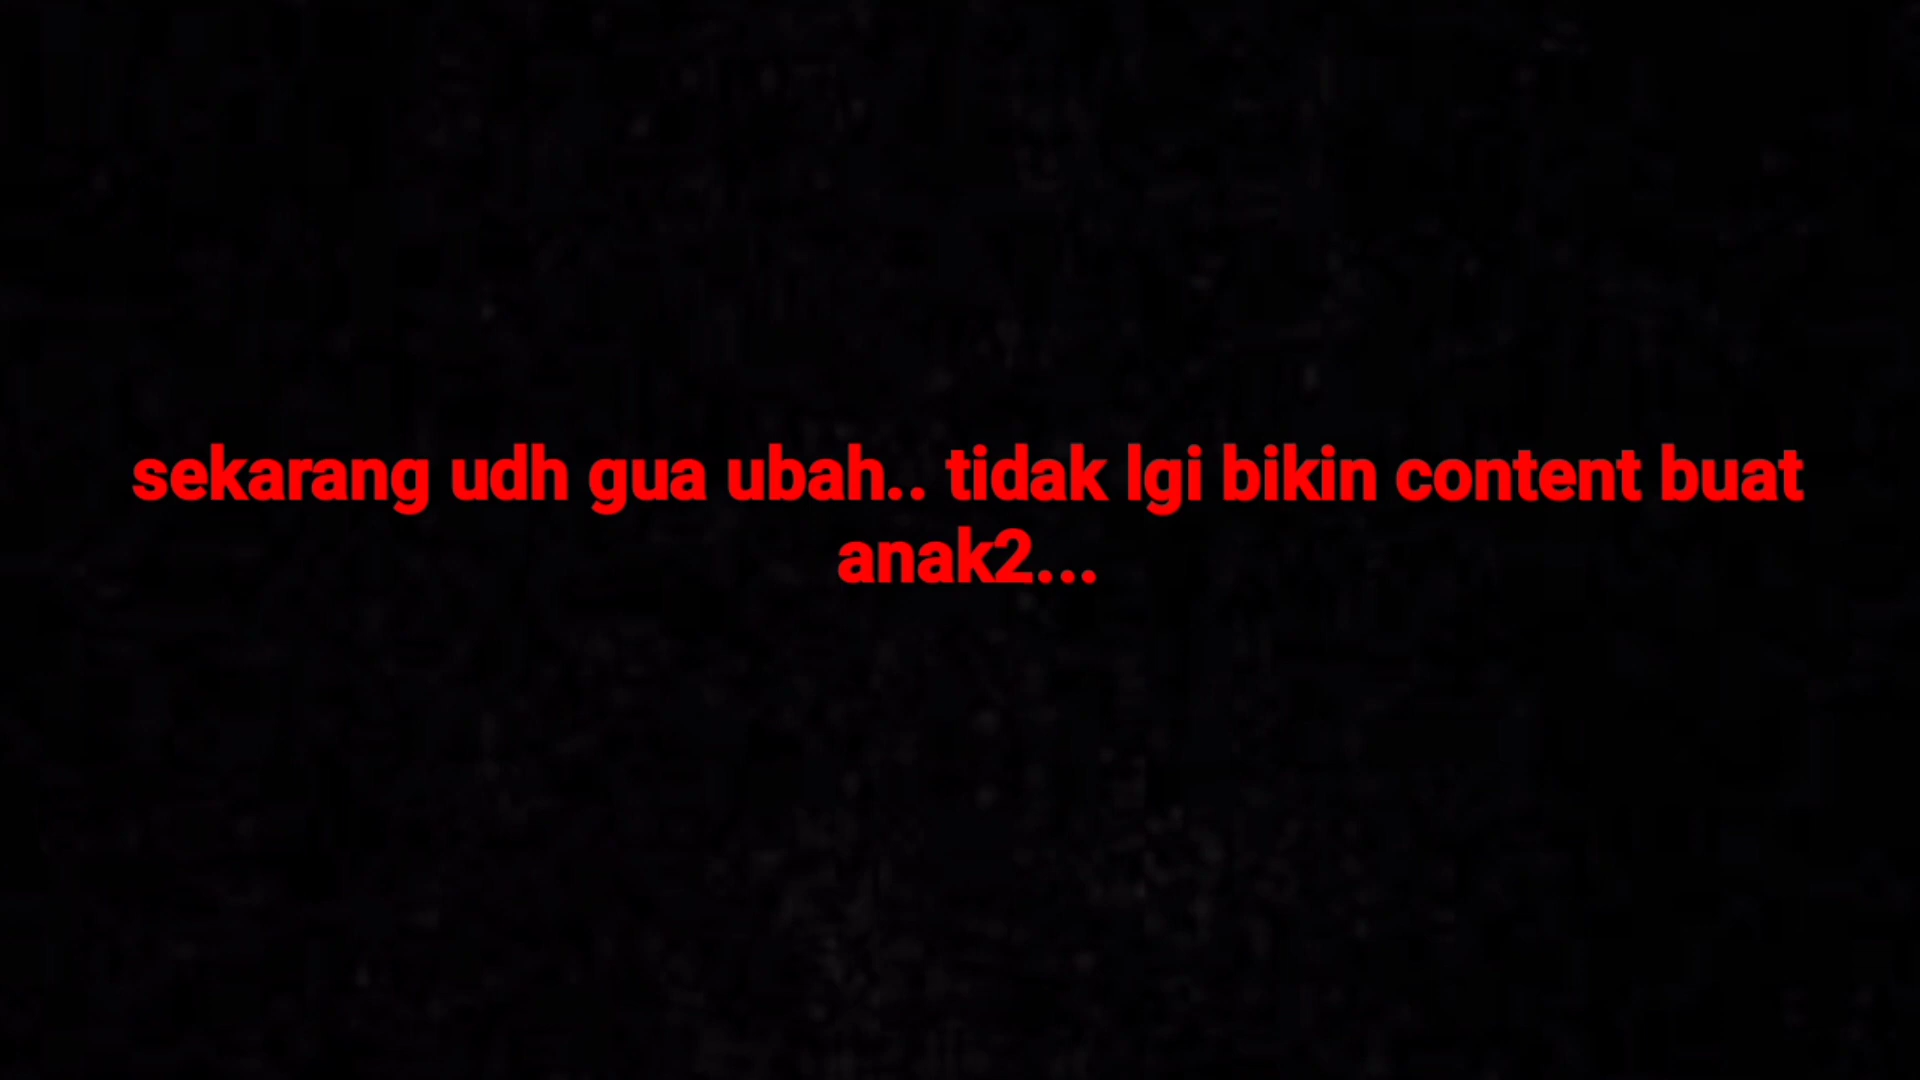 sekarang udh gua ubah.. tidak lgi bikin content buat
anak2...